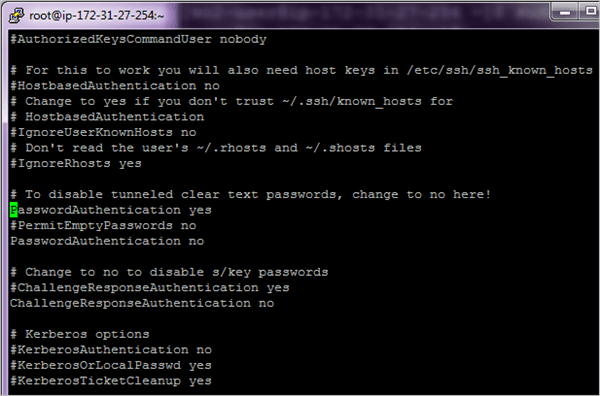 root@ip-172-31-27-254:~
#AuthorizedKeysCommandUser nobody
# For this to work you will also need host keys in /etc/ssh/ssh_known_hosts
#HostbasedAuthentication no
# Change to yes if you don't trust ~/.ssh/known_hosts for
# HostbasedAuthentication
#IgnoreUserKnownHosts no
# Don't read the user's ~/.rhosts and ~/.shosts files
#IgnoreRhosts yes
# To disable tunneled clear text passwords, change to no here!
PasswordAuthentication yes
#PermitEmptyPasswords no
PasswordAuthentication no
# Change to no to disable s/key passwords
#ChallengeResponseAuthentication yes
ChallengeResponseAuthentication no
# Kerberos options
#KerberosAuthentication no
#KerberosOrLocalPasswd yes
#KerberosTicketCleanup yes